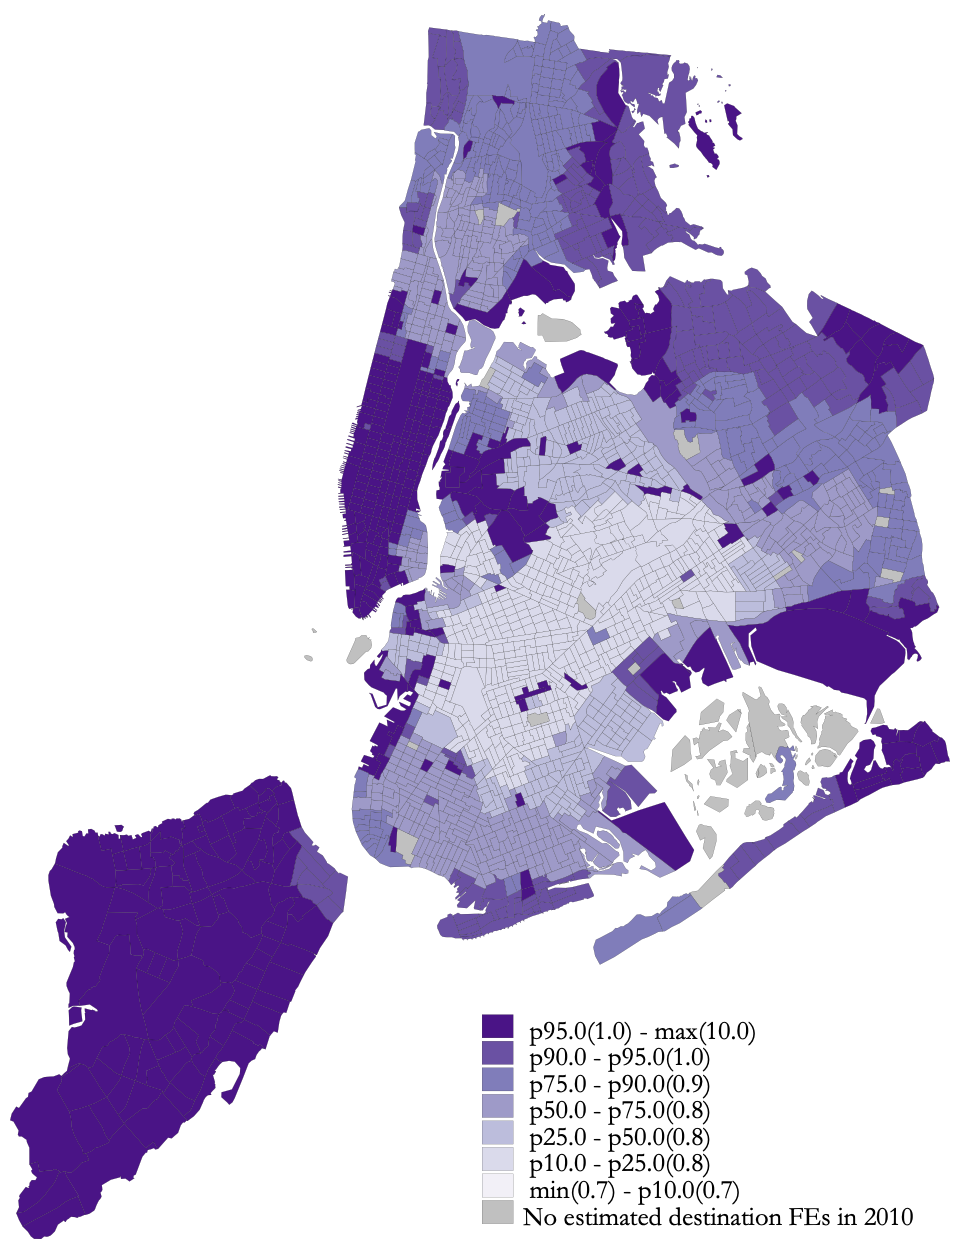 p95.0(1.0) - max(10.0)
p90.0 - p95.0(1.0)
p75.0 - p90.0(0.9)
p50.0 - p75.0(0.8)
p25.0 - p50.0(0.8)
p10.0 - p25.0(0.8)
min(0.7) - p10.0(0.7)
No estimated destination FEs in 2010